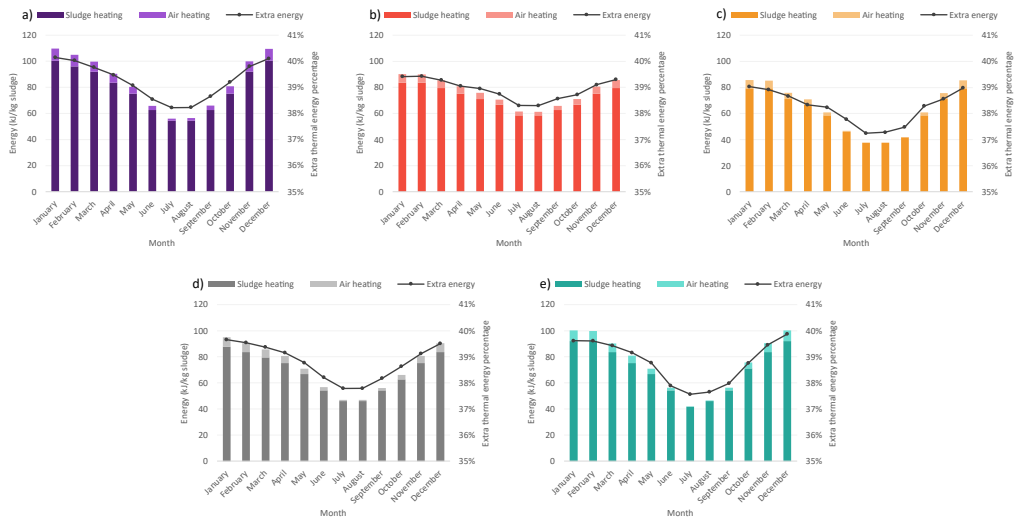 a) Sludge heating Air heating Extra energy
Energy (kJ/kg sludge)
120
100
80
60
40
20
0
41%
40%
39%
38%
37%
36%
35%
Extra thermal energy percentage
January
February
March
April
May
June
July
August
September
October
November
December
Month
b) Sludge heating Air heating Extra energy
Energy (kJ/kg sludge)
120
100
80
60
40
20
0
41%
40%
39%
38%
37%
36%
35%
Extra thermal energy percentage
January
February
March
April
May
June
July
August
September
October
November
December
Month
c) Sludge heating Air heating Extra energy
Energy (kJ/kg sludge)
120
100
80
60
40
20
0
41%
40%
39%
38%
37%
36%
35%
Extra thermal energy percentage
January
February
March
April
May
June
July
August
September
October
November
December
Month
d) Sludge heating Air heating Extra energy
Energy (kJ/kg sludge)
120
100
80
60
40
20
0
41%
40%
39%
38%
37%
36%
35%
Extra thermal energy percentage
January
February
March
April
May
June
July
August
September
October
November
December
Month
e) Sludge heating Air heating Extra energy
Energy (kJ/kg sludge)
120
100
80
60
40
20
0
41%
40%
39%
38%
37%
36%
35%
Extra thermal energy percentage
January
February
March
April
May
June
July
August
September
October
November
December
Month